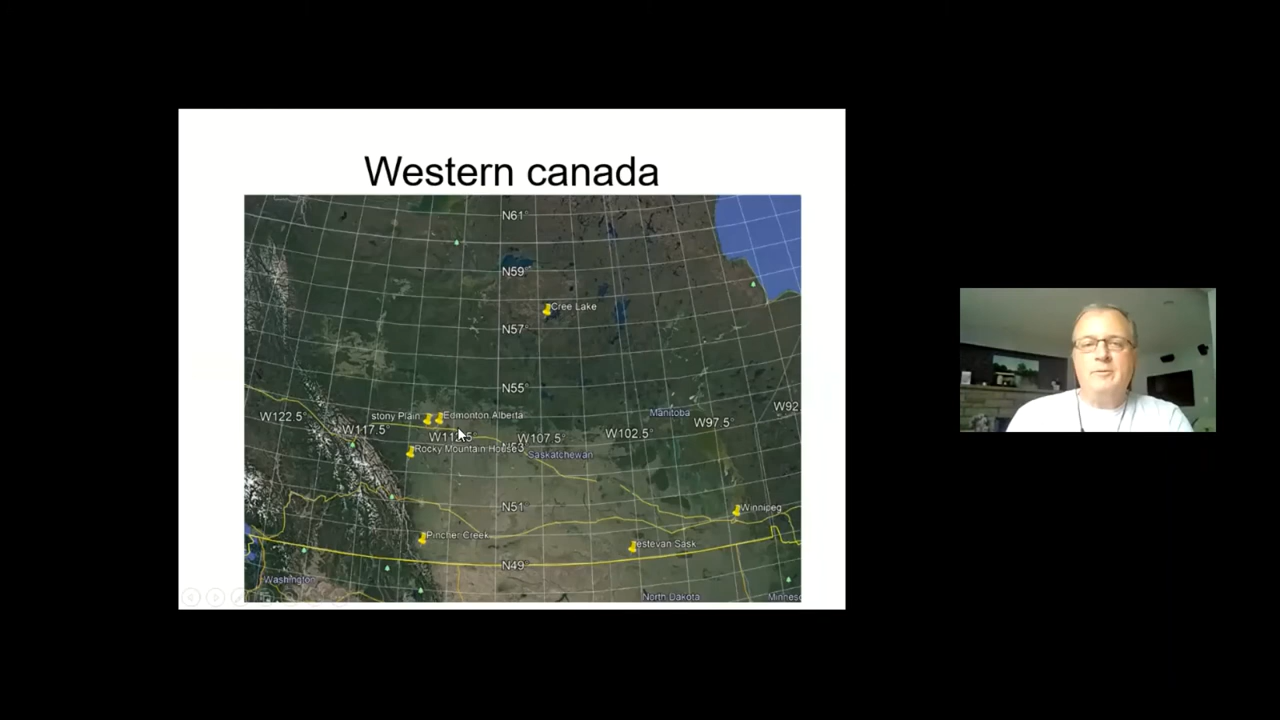 Western canada
N61°
N59°
Cree Lake
N57°
N55°
W122.5°
stony Plain
Edmonton Alberta
Manitoba
W92.
W117.5°
W107.5°
W102.5°
W97.5°
Rocky Mountain House
Saskatchewan
N51°
Winnipeg
Pincher Creek
estevan Sask
N49°
Washington
North Dakota
Minnes